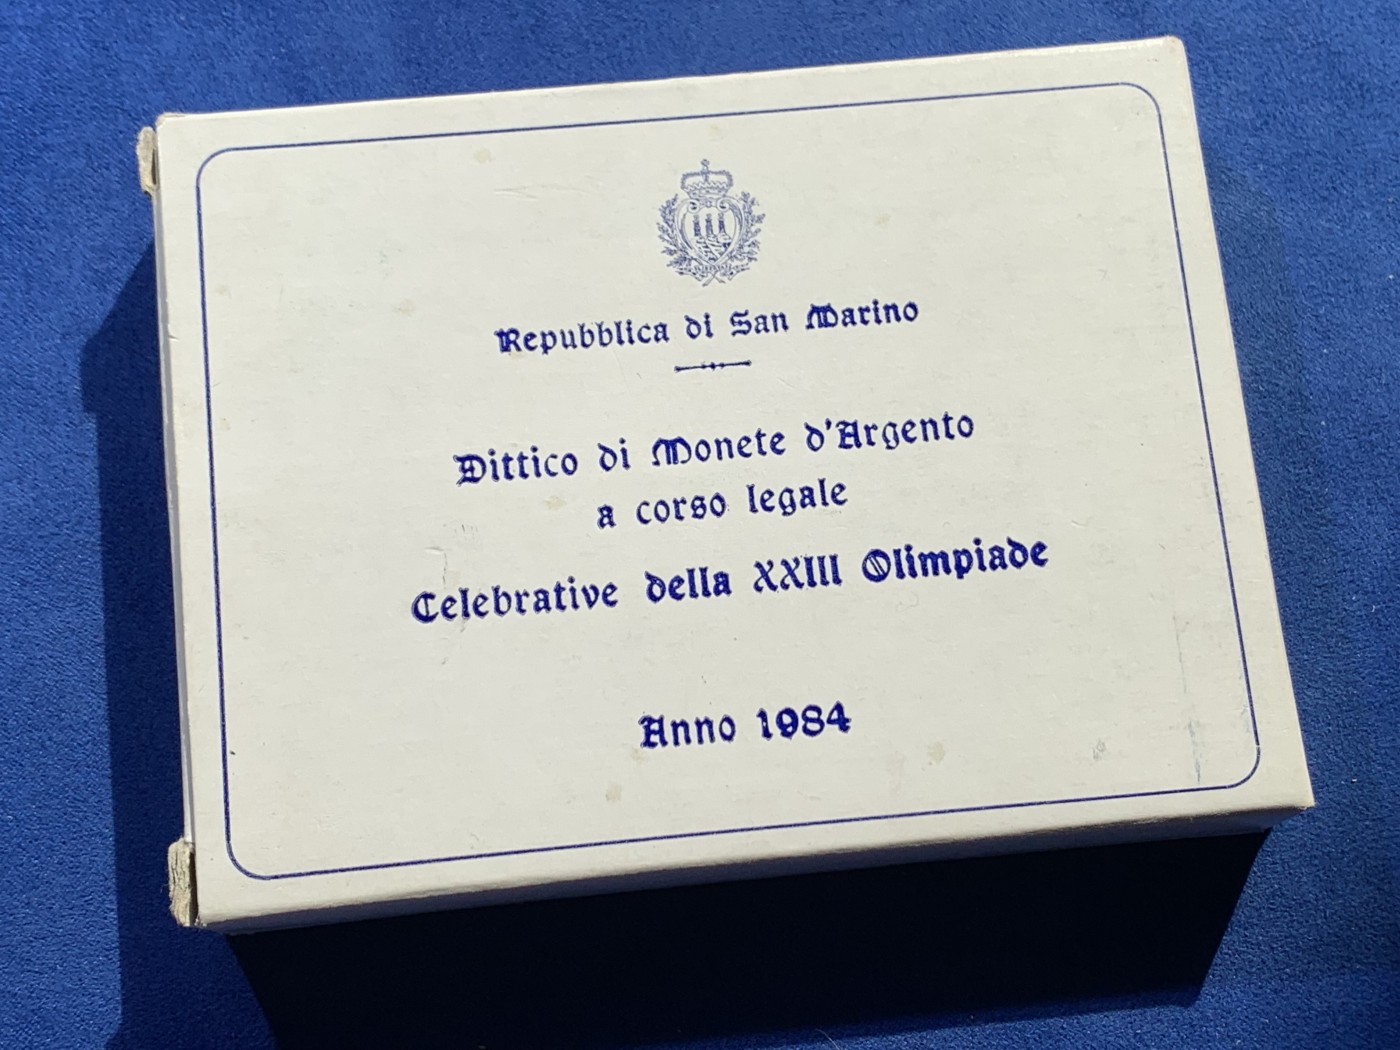 Repubblica di San Marino
Dittico di Monete d'Argento
a corso legale
Celebrative della XXIII Olimpiade
Anno 1984